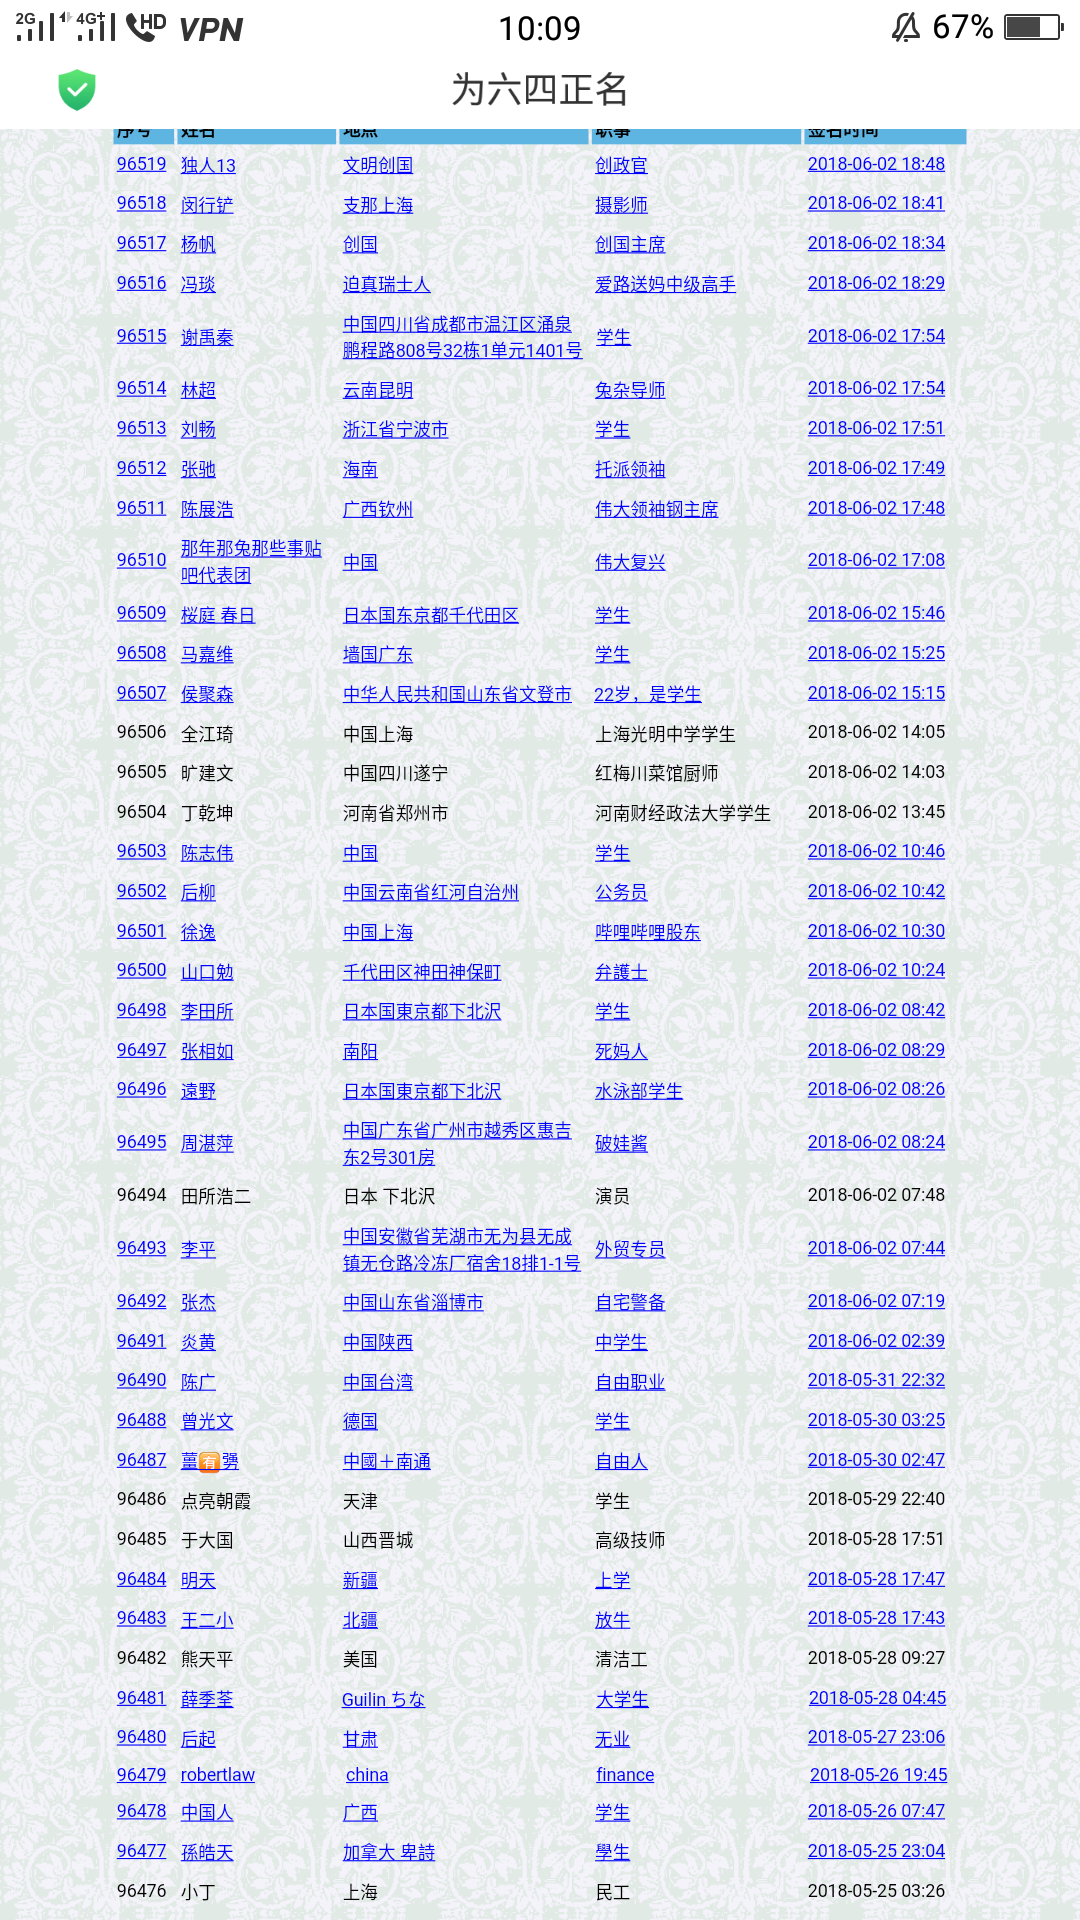 2G 4G+ HD VPN 10:09 67%
为六四正名
序号 姓名 地点 职事 签名时间
96519 独人13 文明创国 创政官 2018-06-02 18:48
96518 闵行铲 支那上海 摄影师 2018-06-02 18:41
96517 杨帆 创国 创国主席 2018-06-02 18:34
96516 冯琰 迫真瑞士人 爱路送妈中级高手 2018-06-02 18:29
96515 谢禹秦 中国四川省成都市温江区涌泉
鹏程路808号32栋1单元1401号 学生 2018-06-02 17:54
96514 林超 云南昆明 兔杂导师 2018-06-02 17:54
96513 刘畅 浙江省宁波市 学生 2018-06-02 17:51
96512 张驰 海南 托派领袖 2018-06-02 17:49
96511 陈展浩 广西钦州 伟大领袖钢主席 2018-06-02 17:48
96510 那年那兔那些事贴
吧代表团 中国 伟大复兴 2018-06-02 17:08
96509 桜庭 春日 日本国东京都千代田区 学生 2018-06-02 15:46
96508 马嘉维 墙国广东 学生 2018-06-02 15:25
96507 侯聚森 中华人民共和国山东省文登市 22岁，是学生 2018-06-02 15:15
96506 全江琦 中国上海 上海光明中学学生 2018-06-02 14:05
96505 旷建文 中国四川遂宁 红梅川菜馆厨师 2018-06-02 14:03
96504 丁乾坤 河南省郑州市 河南财经政法大学学生 2018-06-02 13:45
96503 陈志伟 中国 学生 2018-06-02 10:46
96502 后柳 中国云南省红河自治州 公务员 2018-06-02 10:42
96501 徐逸 中国上海 哔哩哔哩股东 2018-06-02 10:30
96500 山口勉 千代田区神田神保町 弁護士 2018-06-02 10:24
96498 李田所 日本国東京都下北沢 学生 2018-06-02 08:42
96497 张相如 南阳 死妈人 2018-06-02 08:29
96496 遠野 日本国東京都下北沢 水泳部学生 2018-06-02 08:26
96495 周湛萍 中国广东省广州市越秀区惠吉
东2号301房 破娃酱 2018-06-02 08:24
96494 田所浩二 日本 下北沢 演员 2018-06-02 07:48
96493 李平 中国安徽省芜湖市无为县无成
镇无仓路冷冻厂宿舍18排1-1号 外贸专员 2018-06-02 07:44
96492 张杰 中国山东省淄博市 自宅警备 2018-06-02 07:19
96491 炎黄 中国陕西 中学生 2018-06-02 02:39
96490 陈广 中国台湾 自由职业 2018-05-31 22:32
96488 曾光文 德国 学生 2018-05-30 03:25
96487 🈶 中國＋南通 自由人 2018-05-30 02:47
96486 点亮朝霞 天津 学生 2018-05-29 22:40
96485 于大国 山西晋城 高级技师 2018-05-28 17:51
96484 明天 新疆 上学 2018-05-28 17:47
96483 王二小 北疆 放牛 2018-05-28 17:43
96482 熊天平 美国 清洁工 2018-05-28 09:27
96481 薛季荃 Guilin ちな 大学生 2018-05-28 04:45
96480 后起 甘肃 无业 2018-05-27 23:06
96479 robertlaw china finance 2018-05-26 19:45
96478 中国人 广西 学生 2018-05-26 07:47
96477 孫皓天 加拿大 卑詩 學生 2018-05-25 23:04
96476 小丁 上海 民工 2018-05-25 03:26